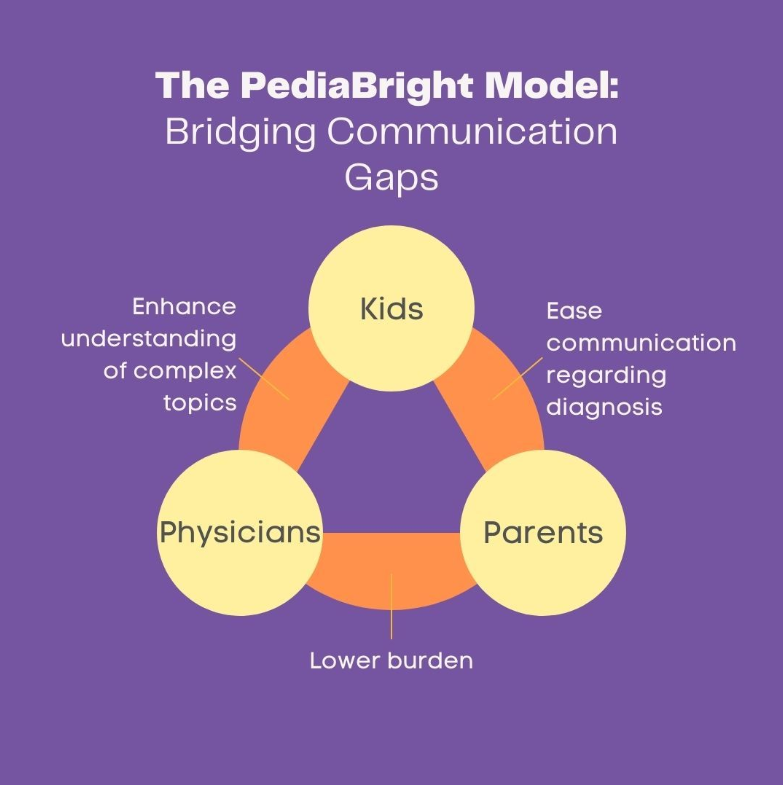 The PediaBright Model:
Bridging Communication
Gaps
Kids
Enhance
understanding
of complex
topics
Ease
communication
regarding
diagnosis
Physicians
Parents
Lower burden